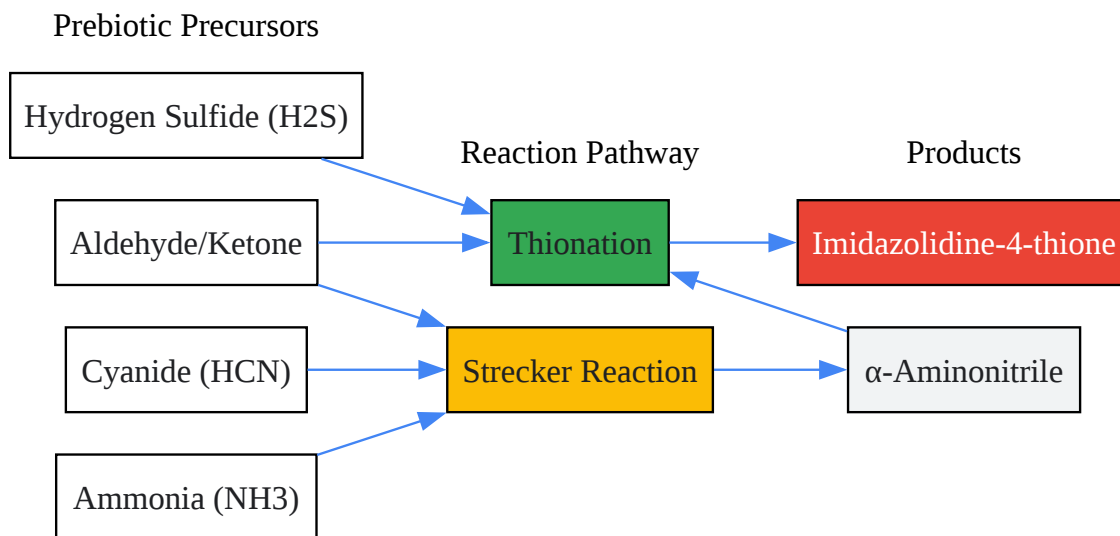 Prebiotic Precursors
Hydrogen Sulfide (H2S)
Reaction Pathway
Products
Aldehyde/Ketone
Thionation
Imidazolidine-4-thione
Cyanide (HCN)
Strecker Reaction
α-Aminonitrile
Ammonia (NH3)